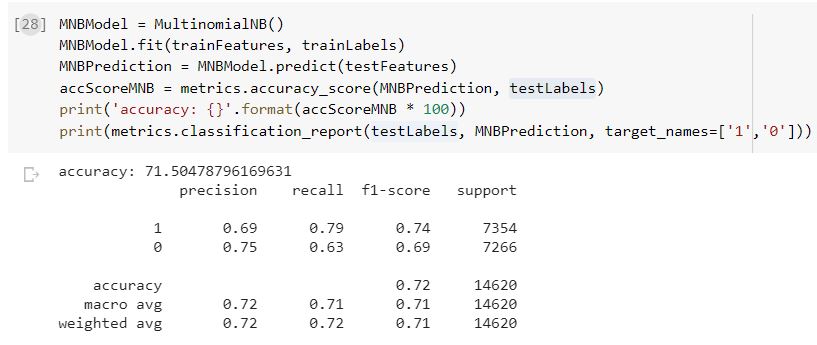 [28] MNBModel = MultinomialNB()
MNBModel.fit(trainFeatures, trainLabels)
MNBPrediction = MNBModel.predict(testFeatures)
accScoreMNB = metrics.accuracy_score(MNBPrediction, testLabels)
print('accuracy: {}'.format(accScoreMNB * 100))
print(metrics.classification_report(testLabels, MNBPrediction, target_names=['1','0']))
accuracy: 71.50478796169631
precision recall f1-score support
1 0.69 0.79 0.74 7354
0 0.75 0.63 0.69 7266
accuracy 0.72 14620
macro avg 0.72 0.71 0.71 14620
weighted avg 0.72 0.72 0.71 14620